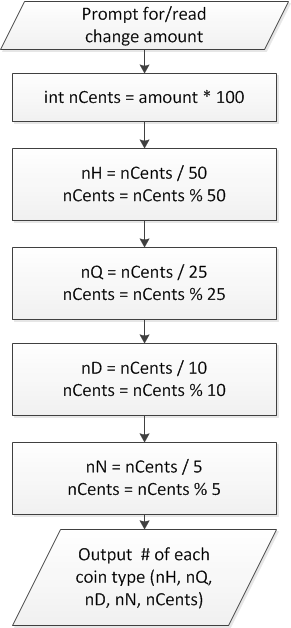 Prompt for/read
change amount
int nCents = amount * 100
nH = nCents / 50
nCents = nCents % 50
nQ = nCents / 25
nCents = nCents % 25
nD = nCents / 10
nCents = nCents % 10
nN = nCents / 5
nCents = nCents % 5
Output # of each
coin type (nH, nQ,
nD, nN, nCents)